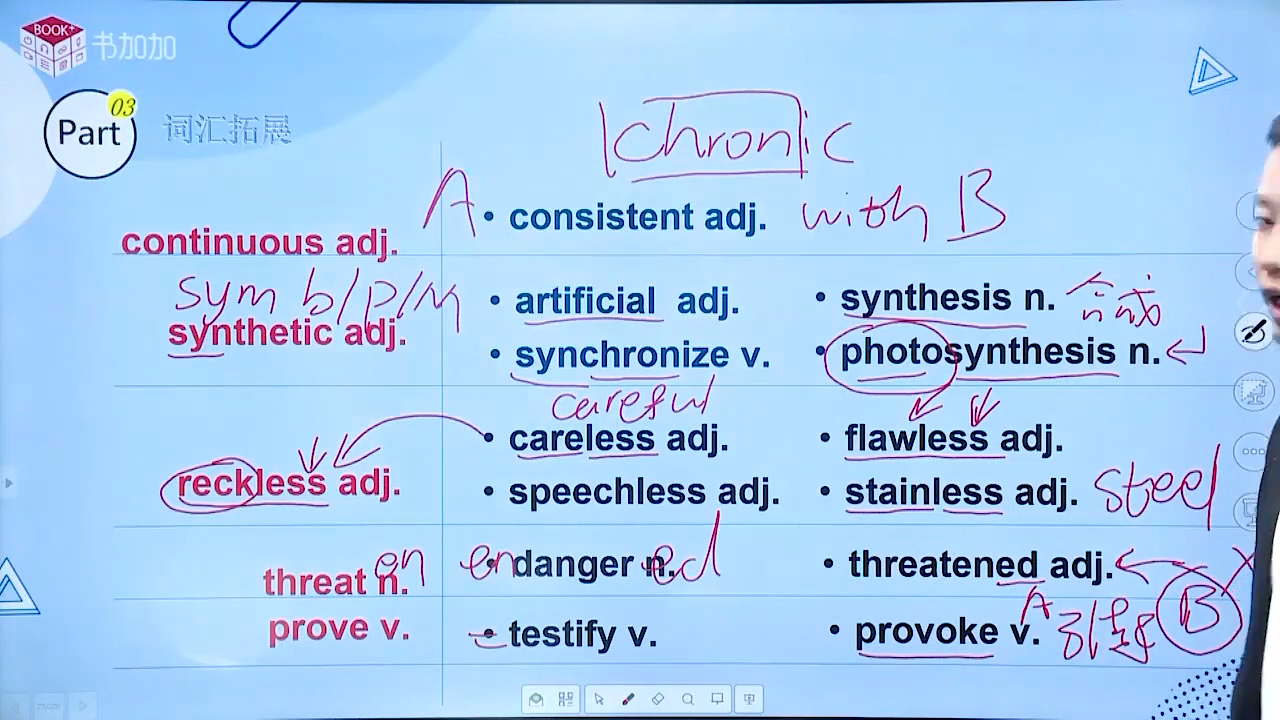 BOOK+
书加加
Part 03 词汇拓展
chronic
A • consistent adj. with B
continuous adj.
sym b/p/m
• artificial adj. • synthesis n. 合成
synthetic adj.
• synchronize v. • photosynthesis n.
careful
• careless adj. • flawless adj.
reckless adj. • speechless adj. • stainless adj. steel
threat n. en en • danger n. ed • threatened adj.
prove v. • testify v. • provoke v. A 引起 B